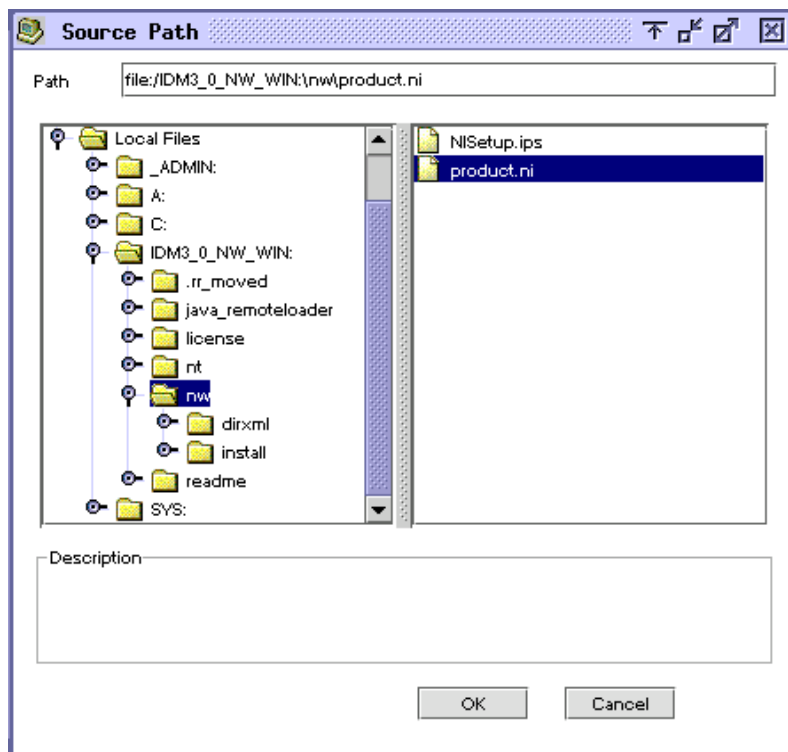 Source Path
Path file:/IDM3_0_NW_WIN:\nw\product.ni
Local Files
_ADMIN:
A:
C:
IDM3_0_NW_WIN:
.rr_moved
java_remoteloader
license
nt
nw
dirxml
install
readme
SYS:
NISetup.ips
product.ni
Description
OK Cancel